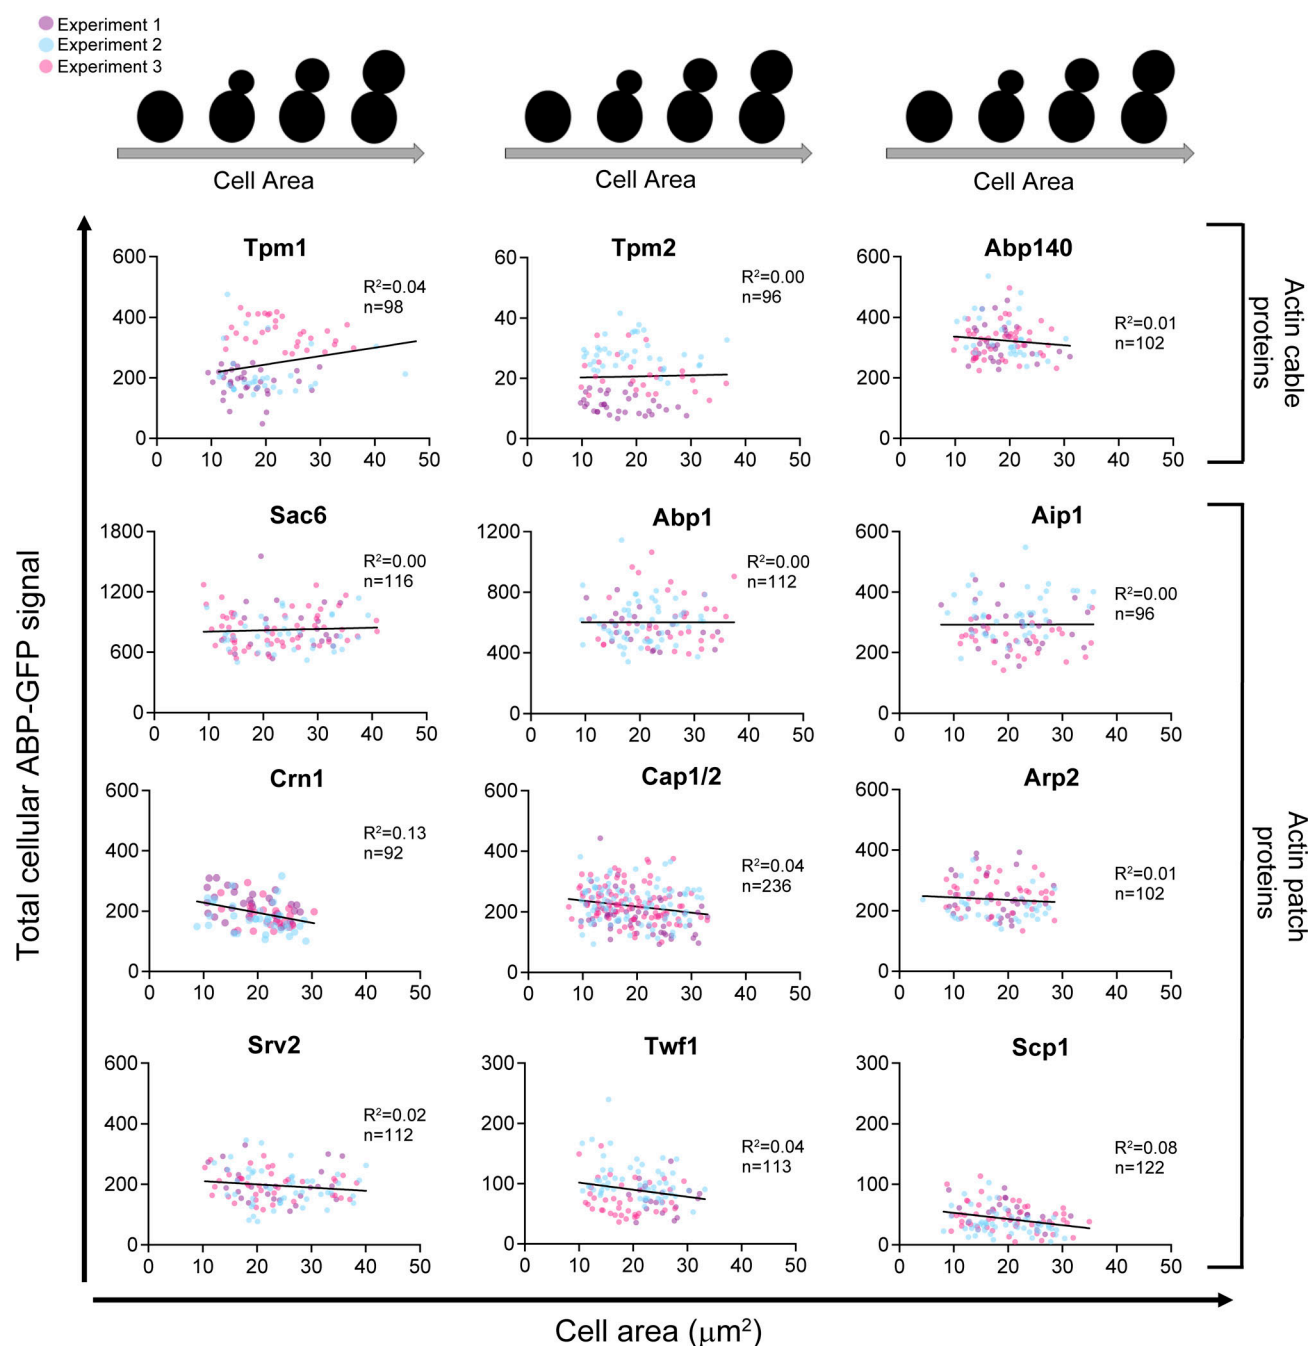 Experiment 1
Experiment 2
Experiment 3
Cell Area
Cell Area
Cell Area
Tpm1
600
400
200
0
0 10 20 30 40 50
R²=0.04
n=98
Tpm2
60
40
20
0
0 10 20 30 40 50
R²=0.00
n=96
Abp140
600
400
200
0
0 10 20 30 40 50
R²=0.01
n=102
Actin cable
proteins
Sac6
1800
1200
600
0
0 10 20 30 40 50
R²=0.00
n=116
Abp1
1200
800
400
0
0 10 20 30 40 50
R²=0.00
n=112
Aip1
600
400
200
0
0 10 20 30 40 50
R²=0.00
n=96
Crn1
600
400
200
0
0 10 20 30 40 50
R²=0.13
n=92
Cap1/2
600
400
200
0
0 10 20 30 40 50
R²=0.04
n=236
Arp2
600
400
200
0
0 10 20 30 40 50
R²=0.01
n=102
Srv2
600
400
200
0
0 10 20 30 40 50
R²=0.02
n=112
Twf1
300
200
100
0
0 10 20 30 40 50
R²=0.04
n=113
Scp1
300
200
100
0
0 10 20 30 40 50
R²=0.08
n=122
Actin patch
proteins
Total cellular ABP-GFP signal
Cell area (μm²)